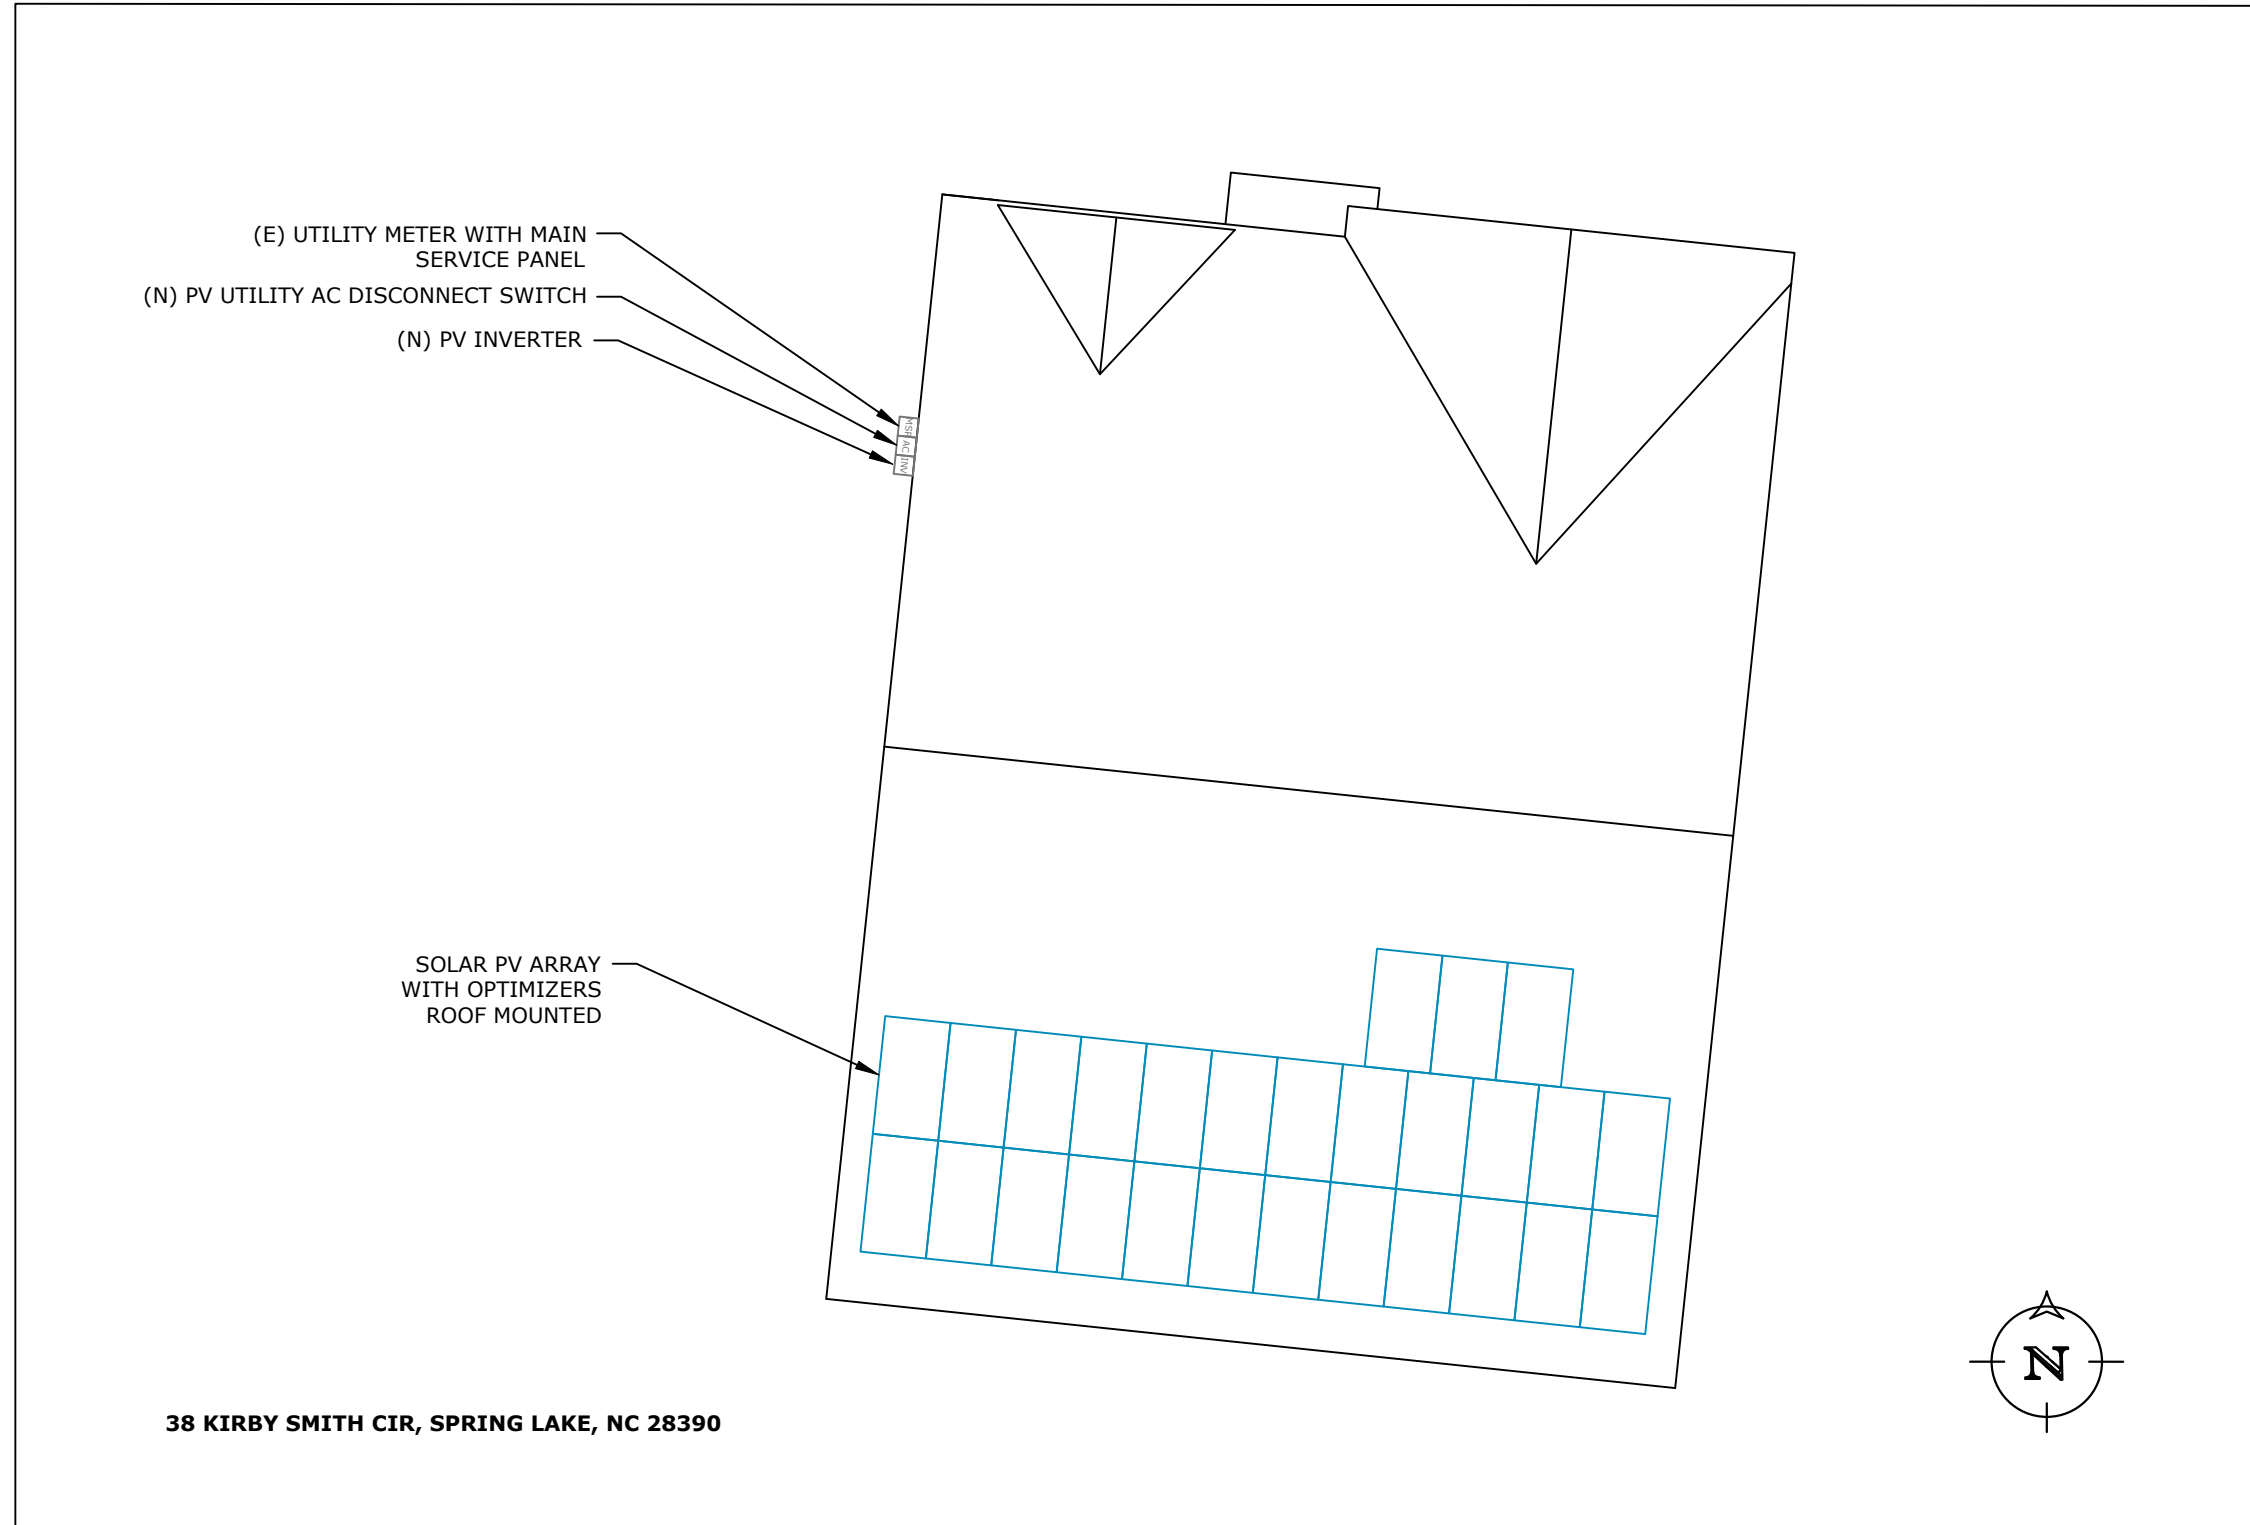 (E) UTILITY METER WITH MAIN
SERVICE PANEL
(N) PV UTILITY AC DISCONNECT SWITCH
(N) PV INVERTER
MSP
AC
INV
SOLAR PV ARRAY
WITH OPTIMIZERS
ROOF MOUNTED
N
38 KIRBY SMITH CIR, SPRING LAKE, NC 28390